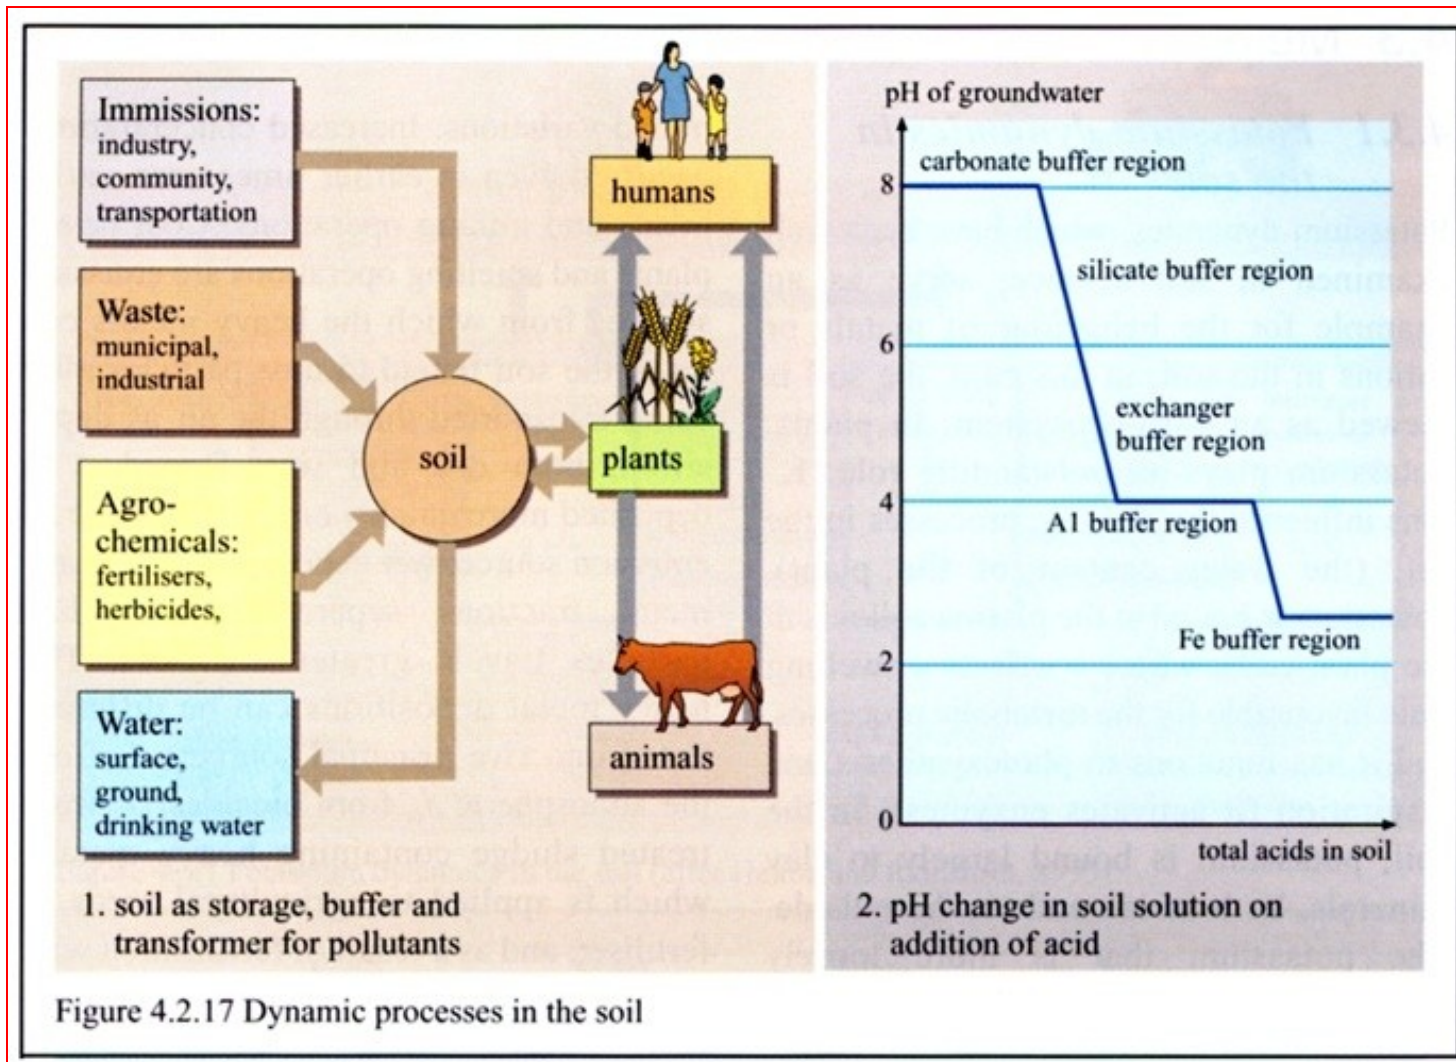 Immissions:
industry,
community,
transportation
Waste:
municipal,
industrial
Agro-
chemicals:
fertilisers,
herbicides,
Water:
surface,
ground,
drinking water
soil
humans
plants
animals
1. soil as storage, buffer and
transformer for pollutants
pH of groundwater
8
6
4
2
0
carbonate buffer region
silicate buffer region
exchanger
buffer region
A1 buffer region
Fe buffer region
total acids in soil
2. pH change in soil solution on
addition of acid
Figure 4.2.17 Dynamic processes in the soil